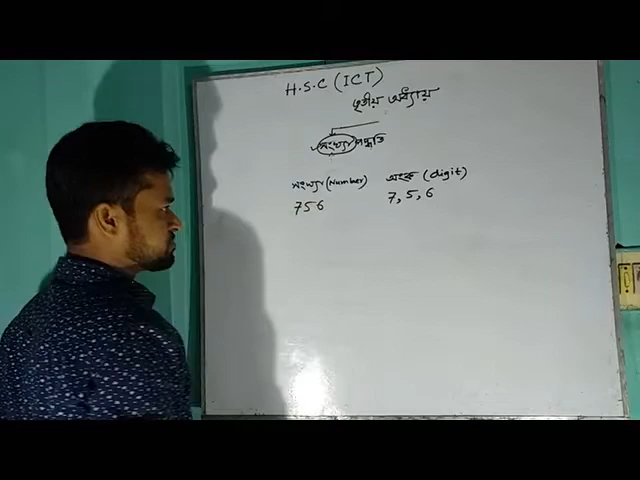 H.S.C (ICT)
তৃতীয় অধ্যায়
সংখ্যা পদ্ধতি
সংখ্যা (Number) অংক (digit)
756 7, 5, 6